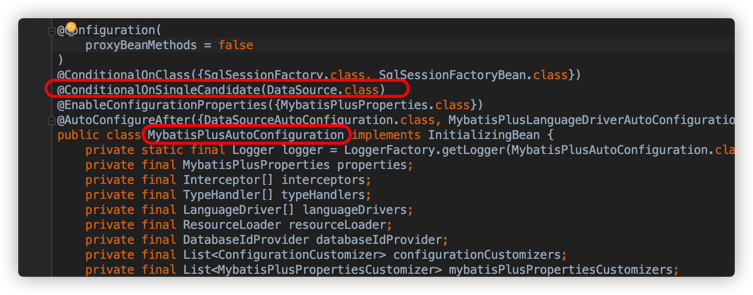 @Configuration(
proxyBeanMethods = false
)
@ConditionalOnClass({SqlSessionFactory.class, SqlSessionFactoryBean.class})
@ConditionalOnSingleCandidate(DataSource.class)
@EnableConfigurationProperties({MybatisPlusProperties.class})
@AutoConfigureAfter({DataSourceAutoConfiguration.class, MybatisPlusLanguageDriverAutoConfiguration
public class MybatisPlusAutoConfiguration implements InitializingBean {
private static final Logger logger = LoggerFactory.getLogger(MybatisPlusAutoConfiguration.cla
private final MybatisPlusProperties properties;
private final Interceptor[] interceptors;
private final TypeHandler[] typeHandlers;
private final LanguageDriver[] languageDrivers;
private final ResourceLoader resourceLoader;
private final DatabaseIdProvider databaseIdProvider;
private final List<ConfigurationCustomizer> configurationCustomizers;
private final List<MybatisPlusPropertiesCustomizer> mybatisPlusPropertiesCustomizers;